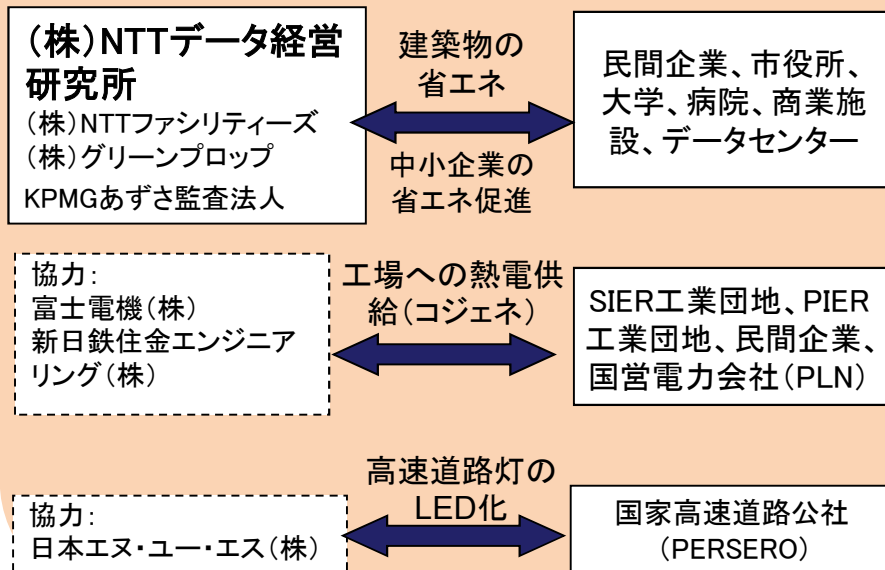 (株)NTTデータ経営
研究所
(株)NTTファシリティーズ
(株)グリーンプロップ
KPMGあずさ監査法人
建築物の
省エネ
中小企業の
省エネ促進
民間企業、市役所、
大学、病院、商業施
設、データセンター
協力:
富士電機(株)
新日鉄住金エンジニア
リング(株)
工場への熱電供
給(コジェネ)
SIER工業団地、PIER
工業団地、民間企業、
国営電力会社(PLN)
協力:
日本エヌ・ユー・エス(株)
高速道路灯の
LED化
国家高速道路公社
(PERSERO)